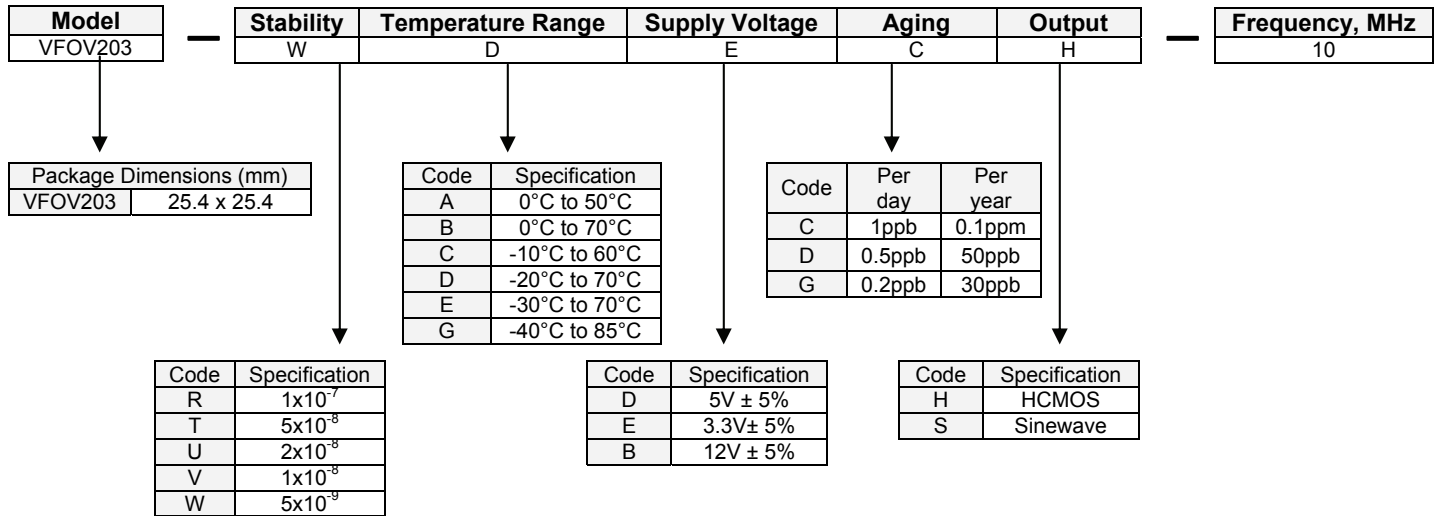 Model — Stability Temperature Range Supply Voltage Aging Output — Frequency, MHz
VFOV203 W D E C H 10
Package Dimensions (mm)
VFOV203 25.4 x 25.4
Code Specification
A 0°C to 50°C
B 0°C to 70°C
C -10°C to 60°C
D -20°C to 70°C
E -30°C to 70°C
G -40°C to 85°C
Code Per day Per year
C 1ppb 0.1ppm
D 0.5ppb 50ppb
G 0.2ppb 30ppb
Code Specification
R 1x10⁻⁷
T 5x10⁻⁸
U 2x10⁻⁸
V 1x10⁻⁸
W 5x10⁻⁹
Code Specification
D 5V ± 5%
E 3.3V± 5%
B 12V ± 5%
Code Specification
H HCMOS
S Sinewave